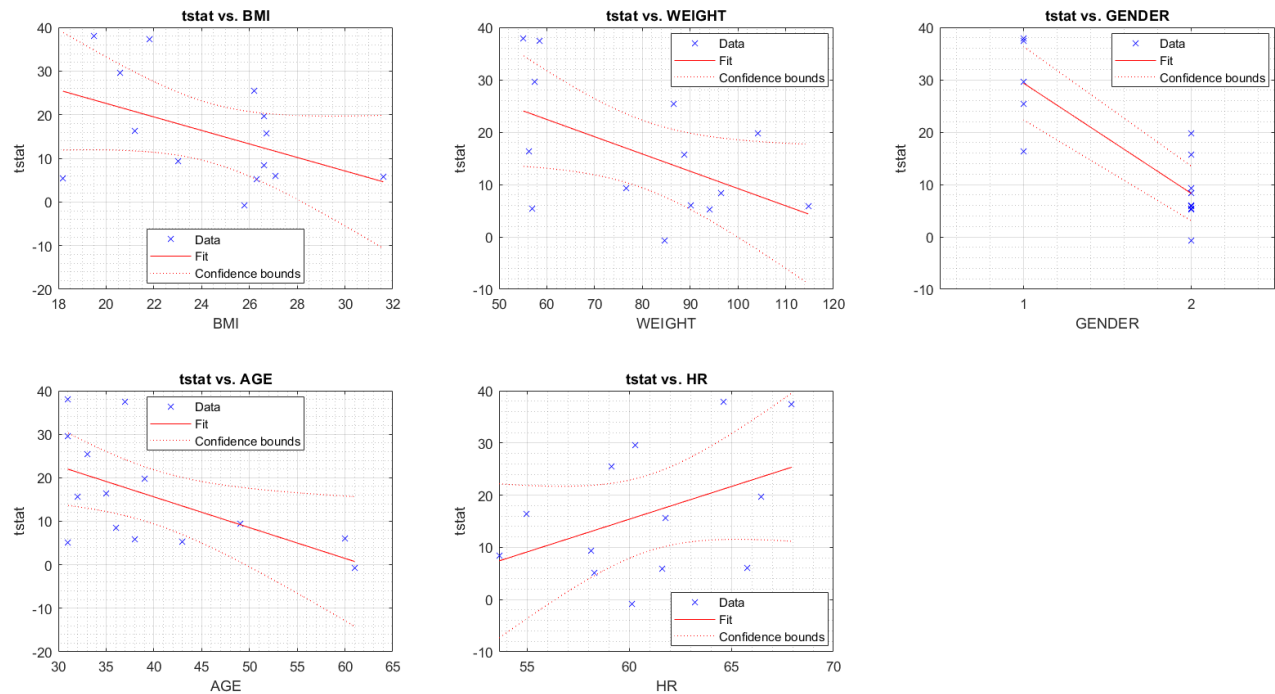 tstat vs. BMI
40
30
20
10
0
-10
-20
18 20 22 24 26 28 30 32
tstat
BMI
Data
Fit
Confidence bounds
tstat vs. WEIGHT
40
30
20
10
0
-10
50 60 70 80 90 100 110 120
tstat
WEIGHT
Data
Fit
Confidence bounds
tstat vs. GENDER
40
30
20
10
0
-10
1 2
tstat
GENDER
Data
Fit
Confidence bounds
tstat vs. AGE
40
30
20
10
0
-10
-20
30 35 40 45 50 55 60 65
tstat
AGE
Data
Fit
Confidence bounds
tstat vs. HR
40
30
20
10
0
-10
55 60 65 70
tstat
HR
Data
Fit
Confidence bounds